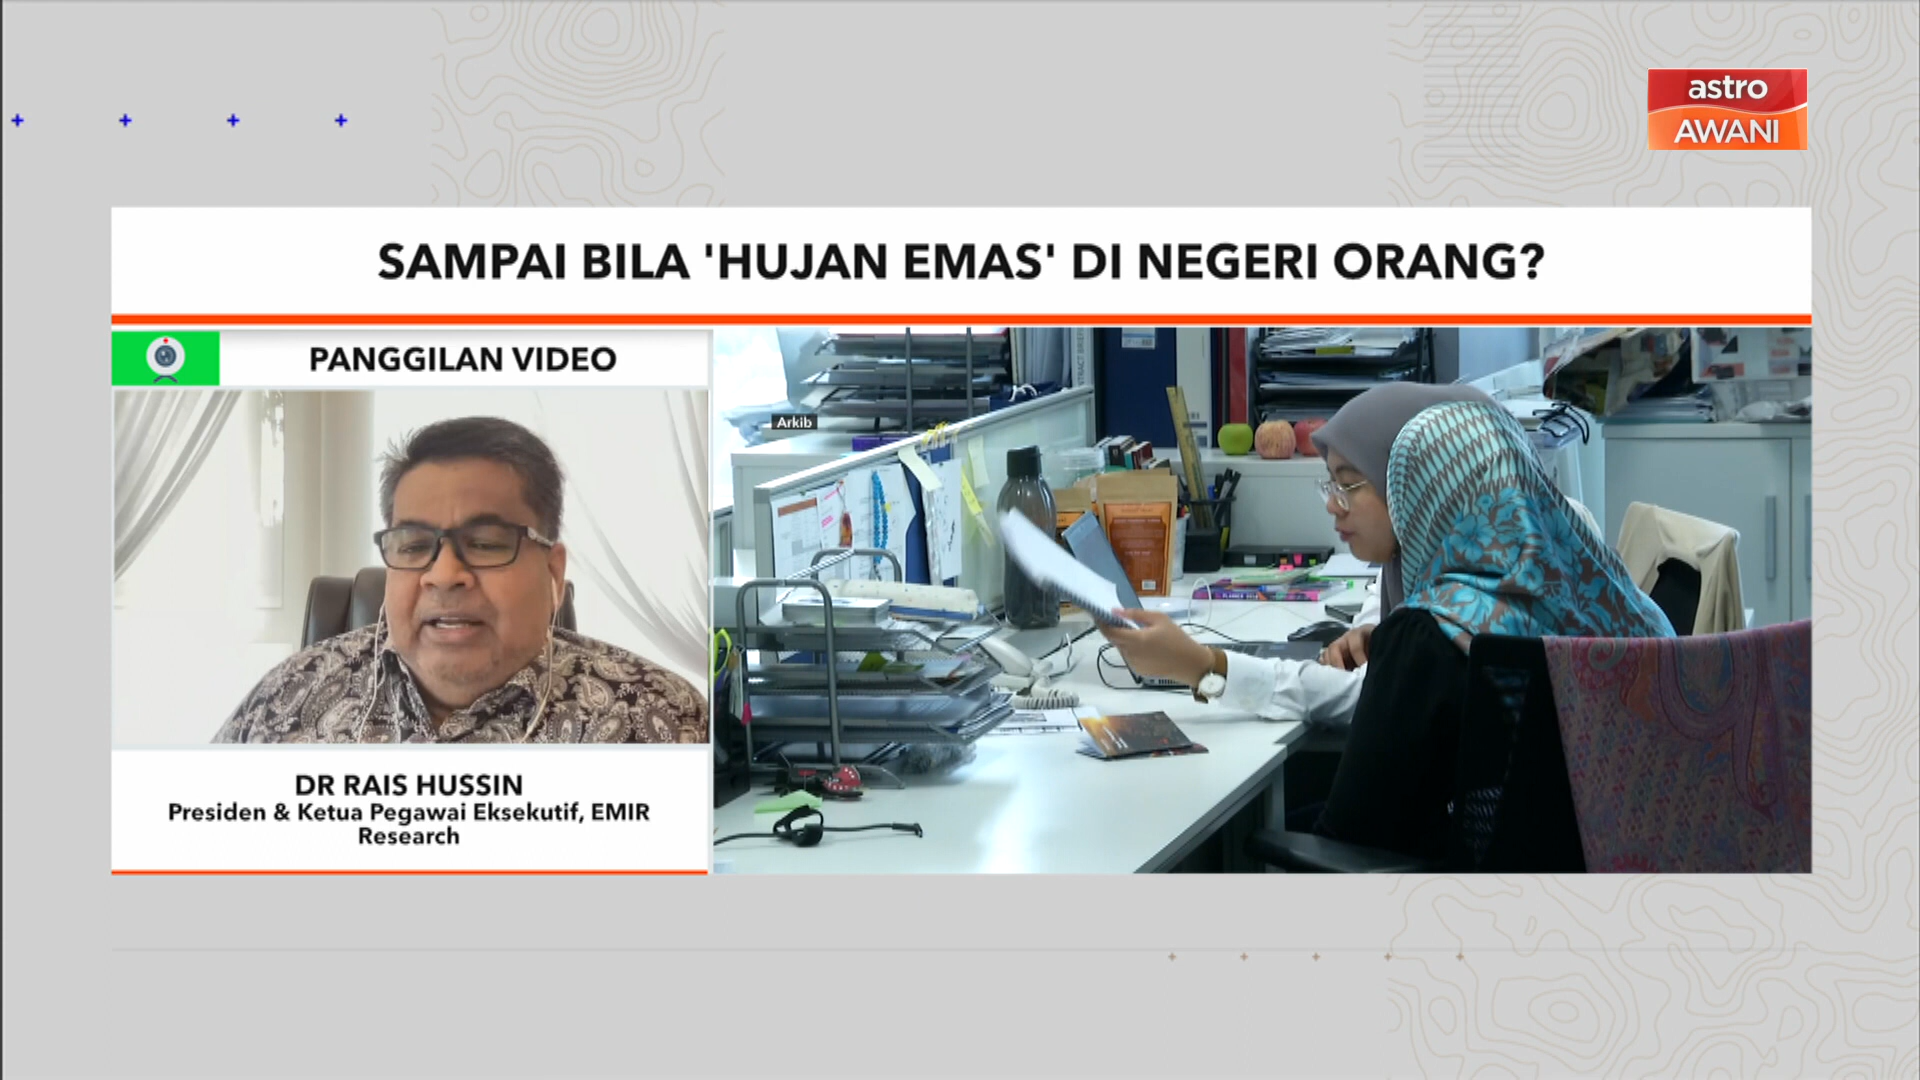 astro
AWANI
SAMPAI BILA 'HUJAN EMAS' DI NEGERI ORANG?
PANGGILAN VIDEO
Arkib
DR RAIS HUSSIN
Presiden & Ketua Pegawai Eksekutif, EMIR
Research